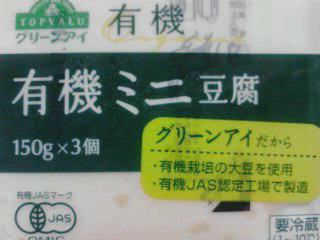 TOPVALU
グリーンアイ
有機
有機ミニ豆腐
150g×3個
グリーンアイだから
・有機栽培の大豆を使用
・有機JAS認定工場で製造
有機JASマーク
JAS
要冷蔵
(1~10℃)